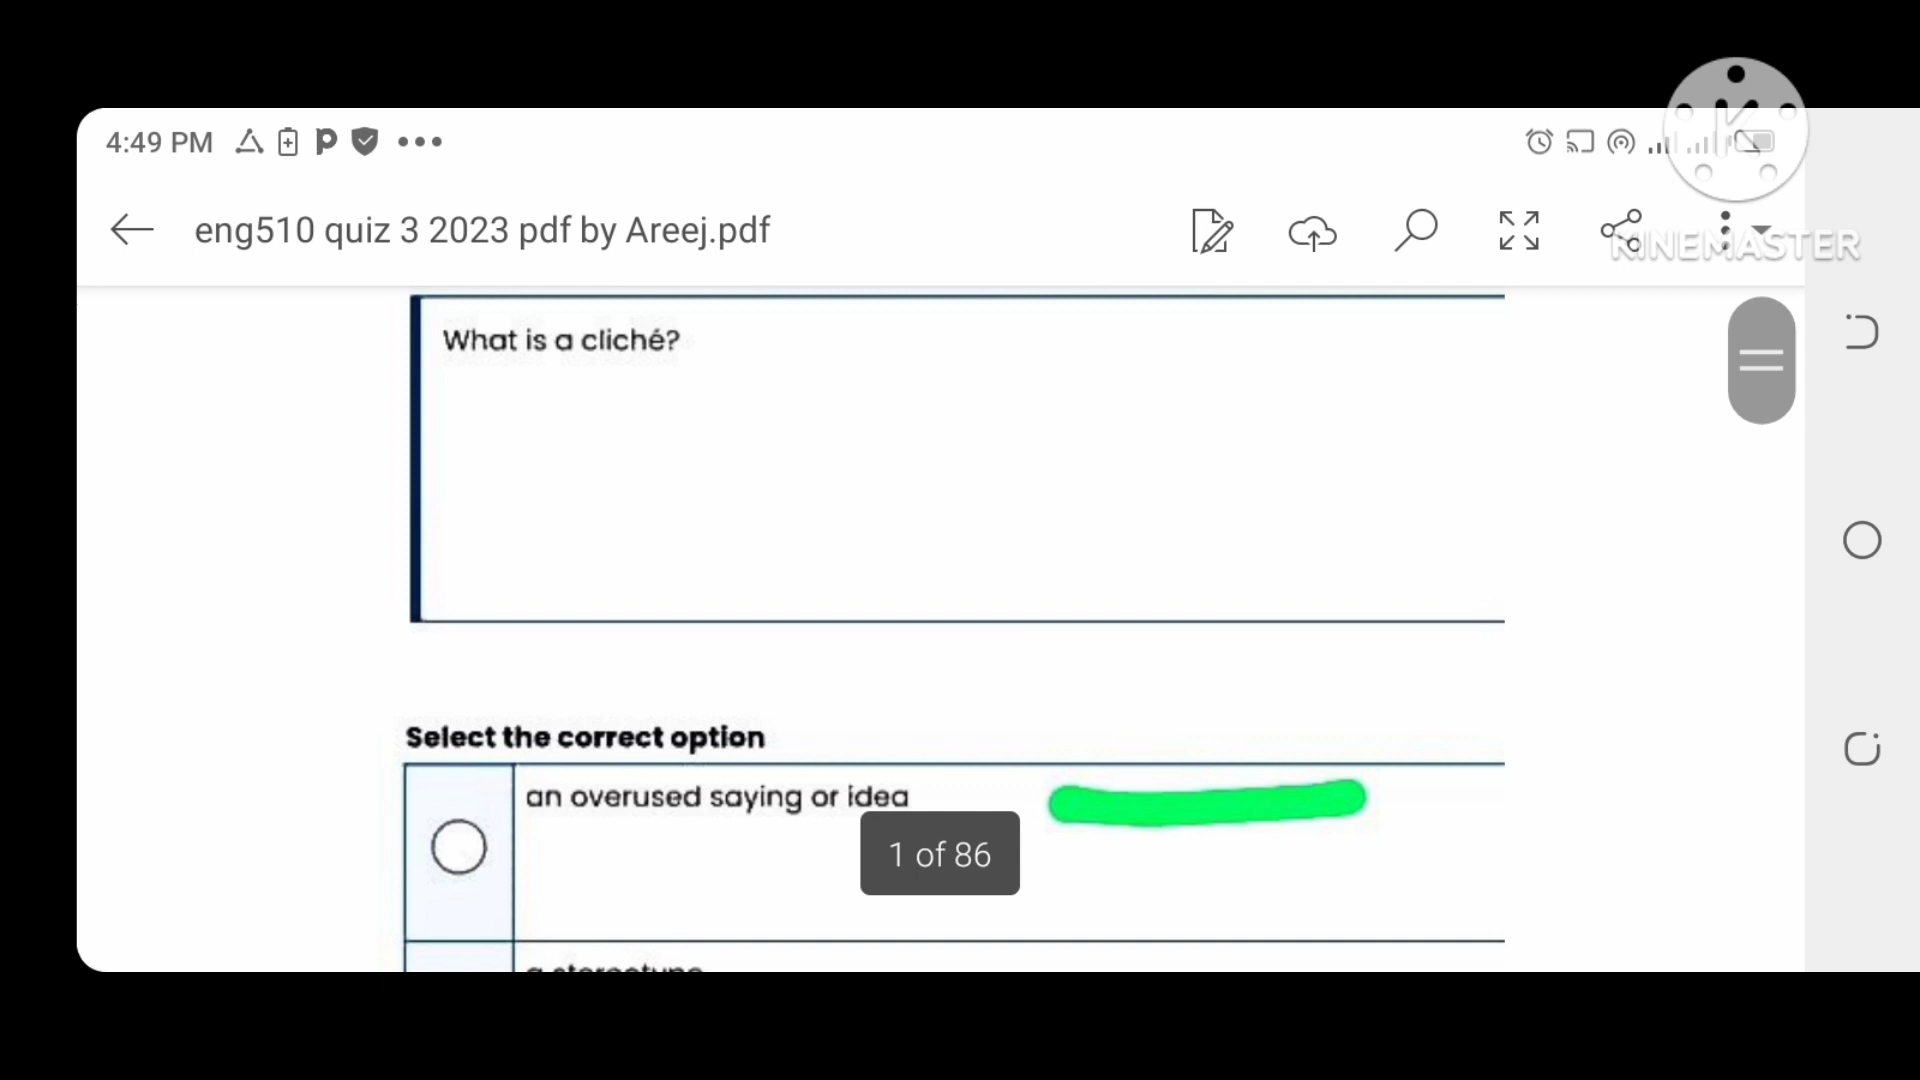 4:49 PM
KINEMASTER
eng510 quiz 3 2023 pdf by Areej.pdf
What is a cliché?
Select the correct option
an overused saying or idea
1 of 86
a stereotype